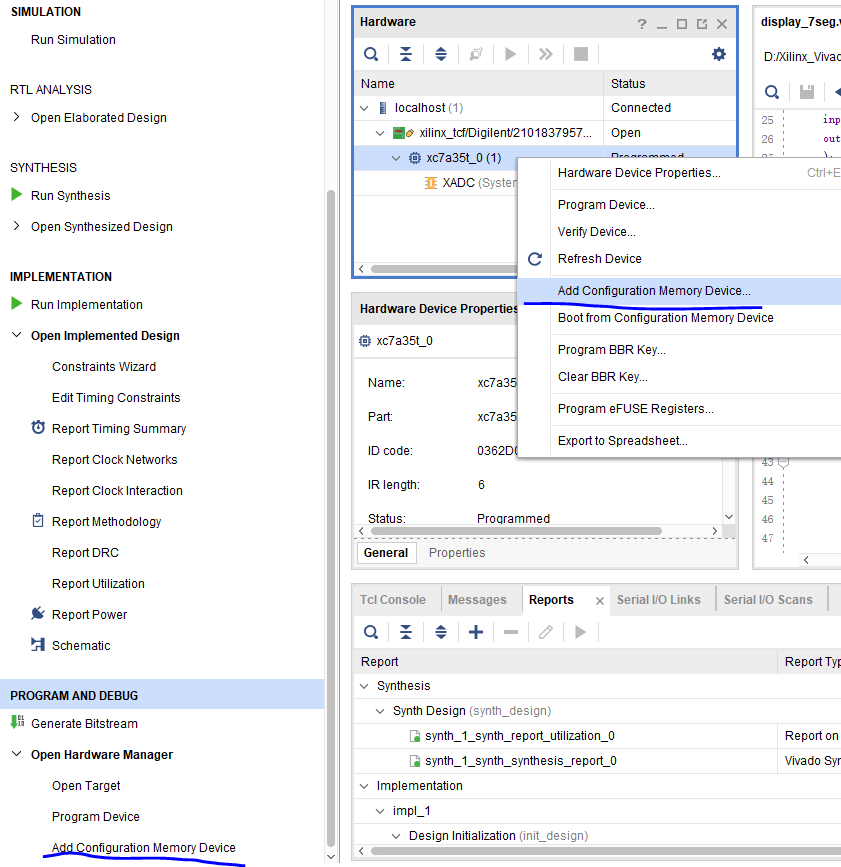 SIMULATION
Run Simulation
RTL ANALYSIS
Open Elaborated Design
SYNTHESIS
Run Synthesis
Open Synthesized Design
IMPLEMENTATION
Run Implementation
Open Implemented Design
Constraints Wizard
Edit Timing Constraints
Report Timing Summary
Report Clock Networks
Report Clock Interaction
Report Methodology
Report DRC
Report Utilization
Report Power
Schematic
PROGRAM AND DEBUG
Generate Bitstream
Open Hardware Manager
Open Target
Program Device
Add Configuration Memory Device
Hardware
Name Status
localhost (1) Connected
xilinx_tcf/Digilent/2101837957... Open
xc7a35t_0 (1) Programmed
XADC (System
Hardware Device Properties... Ctrl+E
Program Device...
Verify Device...
Refresh Device
Add Configuration Memory Device...
Boot from Configuration Memory Device
Program BBR Key...
Clear BBR Key...
Program eFUSE Registers...
Export to Spreadsheet...
Hardware Device Properties
xc7a35t_0
Name: xc7a35
Part: xc7a35
ID code: 0362D0
IR length: 6
Status: Programmed
General Properties
display_7seg.v
D:/Xilinx_Vivad
25 inp
26 out
);
43
44
45
46
47
Tcl Console Messages Reports Serial I/O Links Serial I/O Scans
Report Report Typ
Synthesis
Synth Design (synth_design)
synth_1_synth_report_utilization_0 Report on
synth_1_synth_synthesis_report_0 Vivado Syn
Implementation
impl_1
Design Initialization (init_design)